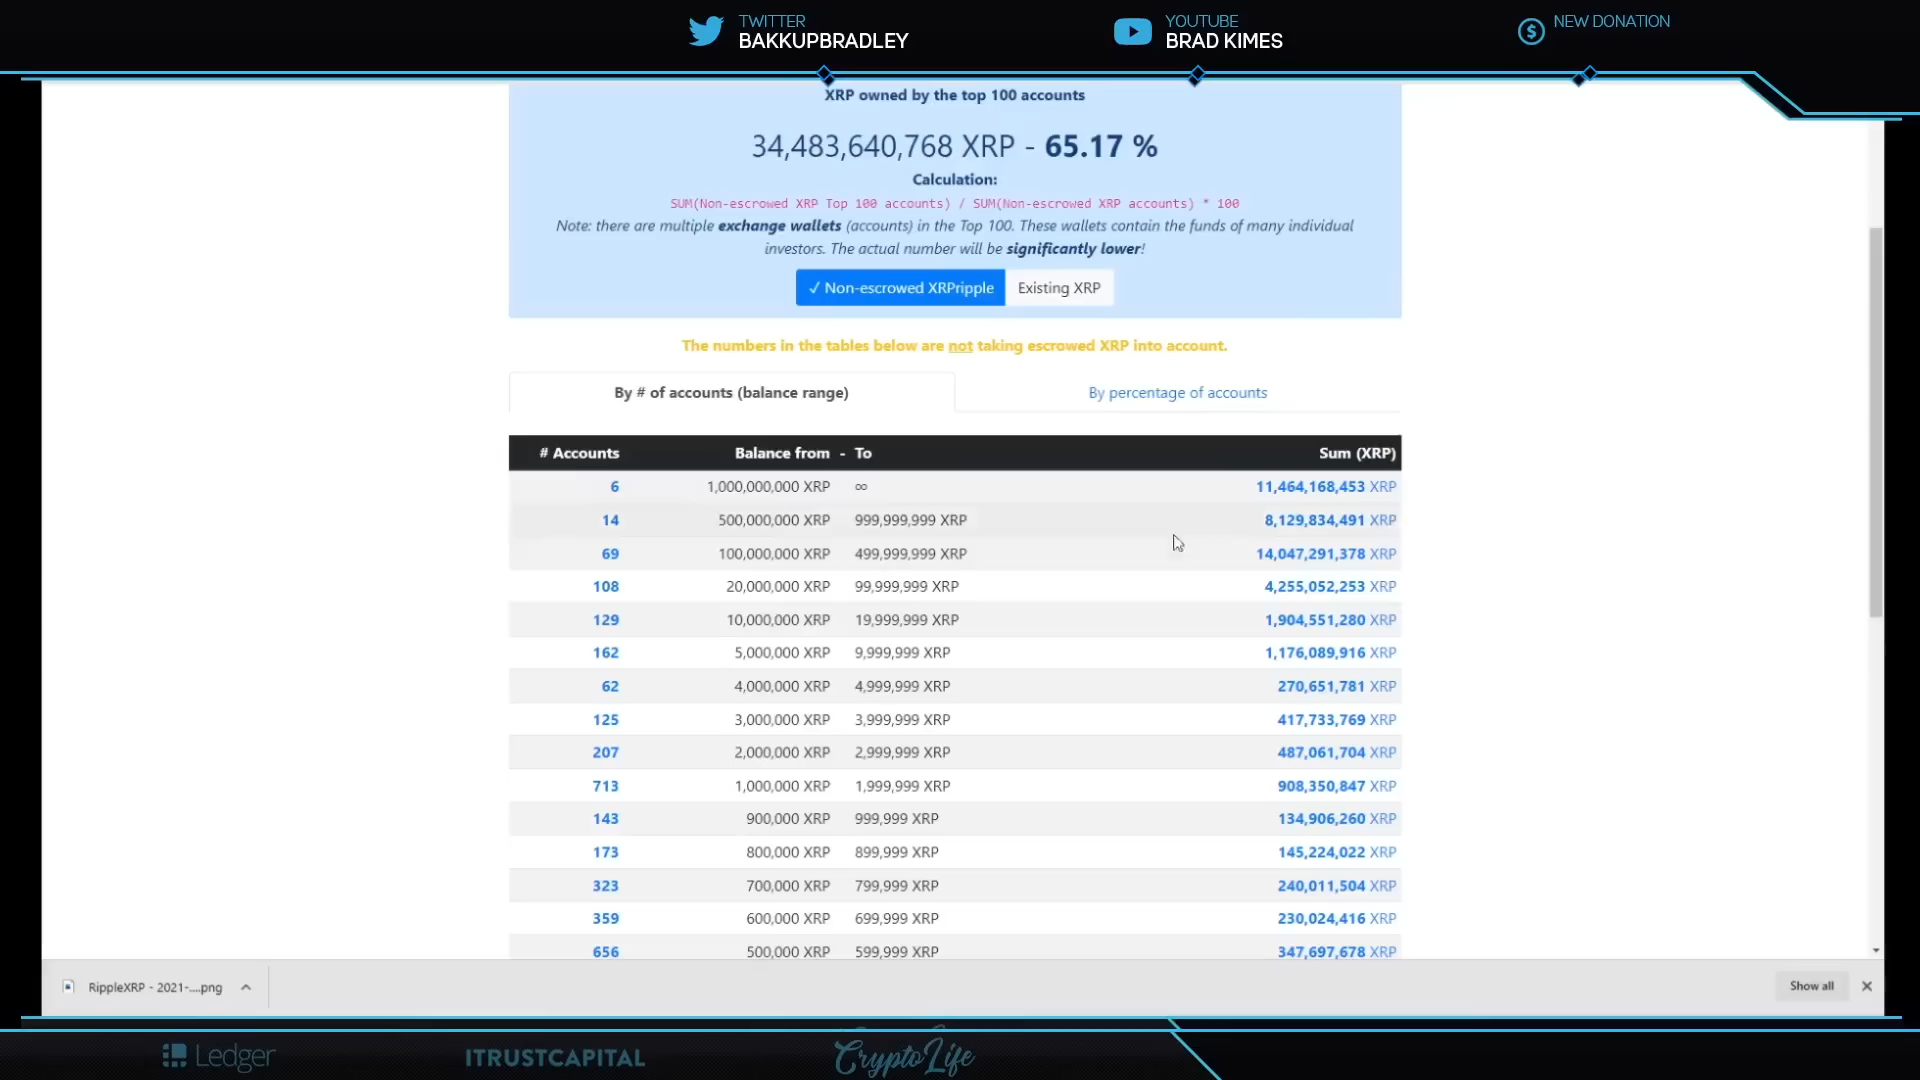 TWITTER
BAKKUPBRADLEY
YOUTUBE
BRAD KIMES
NEW DONATION
XRP owned by the top 100 accounts
34,483,640,768 XRP - 65.17 %
Calculation:
SUM(Non-escrowed XRP Top 100 accounts) / SUM(Non-escrowed XRP accounts) * 100
Note: there are multiple exchange wallets (accounts) in the Top 100. These wallets contain the funds of many individual
investors. The actual number will be significantly lower!
✓ Non-escrowed XRPripple Existing XRP
The numbers in the tables below are not taking escrowed XRP into account.
By # of accounts (balance range) By percentage of accounts
# Accounts Balance from - To Sum (XRP)
6 1,000,000,000 XRP ∞ 11,464,168,453 XRP
14 500,000,000 XRP 999,999,999 XRP 8,129,834,491 XRP
69 100,000,000 XRP 499,999,999 XRP 14,047,291,378 XRP
108 20,000,000 XRP 99,999,999 XRP 4,255,052,253 XRP
129 10,000,000 XRP 19,999,999 XRP 1,904,551,280 XRP
162 5,000,000 XRP 9,999,999 XRP 1,176,089,916 XRP
62 4,000,000 XRP 4,999,999 XRP 270,651,781 XRP
125 3,000,000 XRP 3,999,999 XRP 417,733,769 XRP
207 2,000,000 XRP 2,999,999 XRP 487,061,704 XRP
713 1,000,000 XRP 1,999,999 XRP 908,350,847 XRP
143 900,000 XRP 999,999 XRP 134,906,260 XRP
173 800,000 XRP 899,999 XRP 145,224,022 XRP
323 700,000 XRP 799,999 XRP 240,011,504 XRP
359 600,000 XRP 699,999 XRP 230,024,416 XRP
656 500,000 XRP 599,999 XRP 347,697,678 XRP
RippleXRP - 2021-....png
Show all
Ledger
ITRUSTCAPITAL
CryptoLife